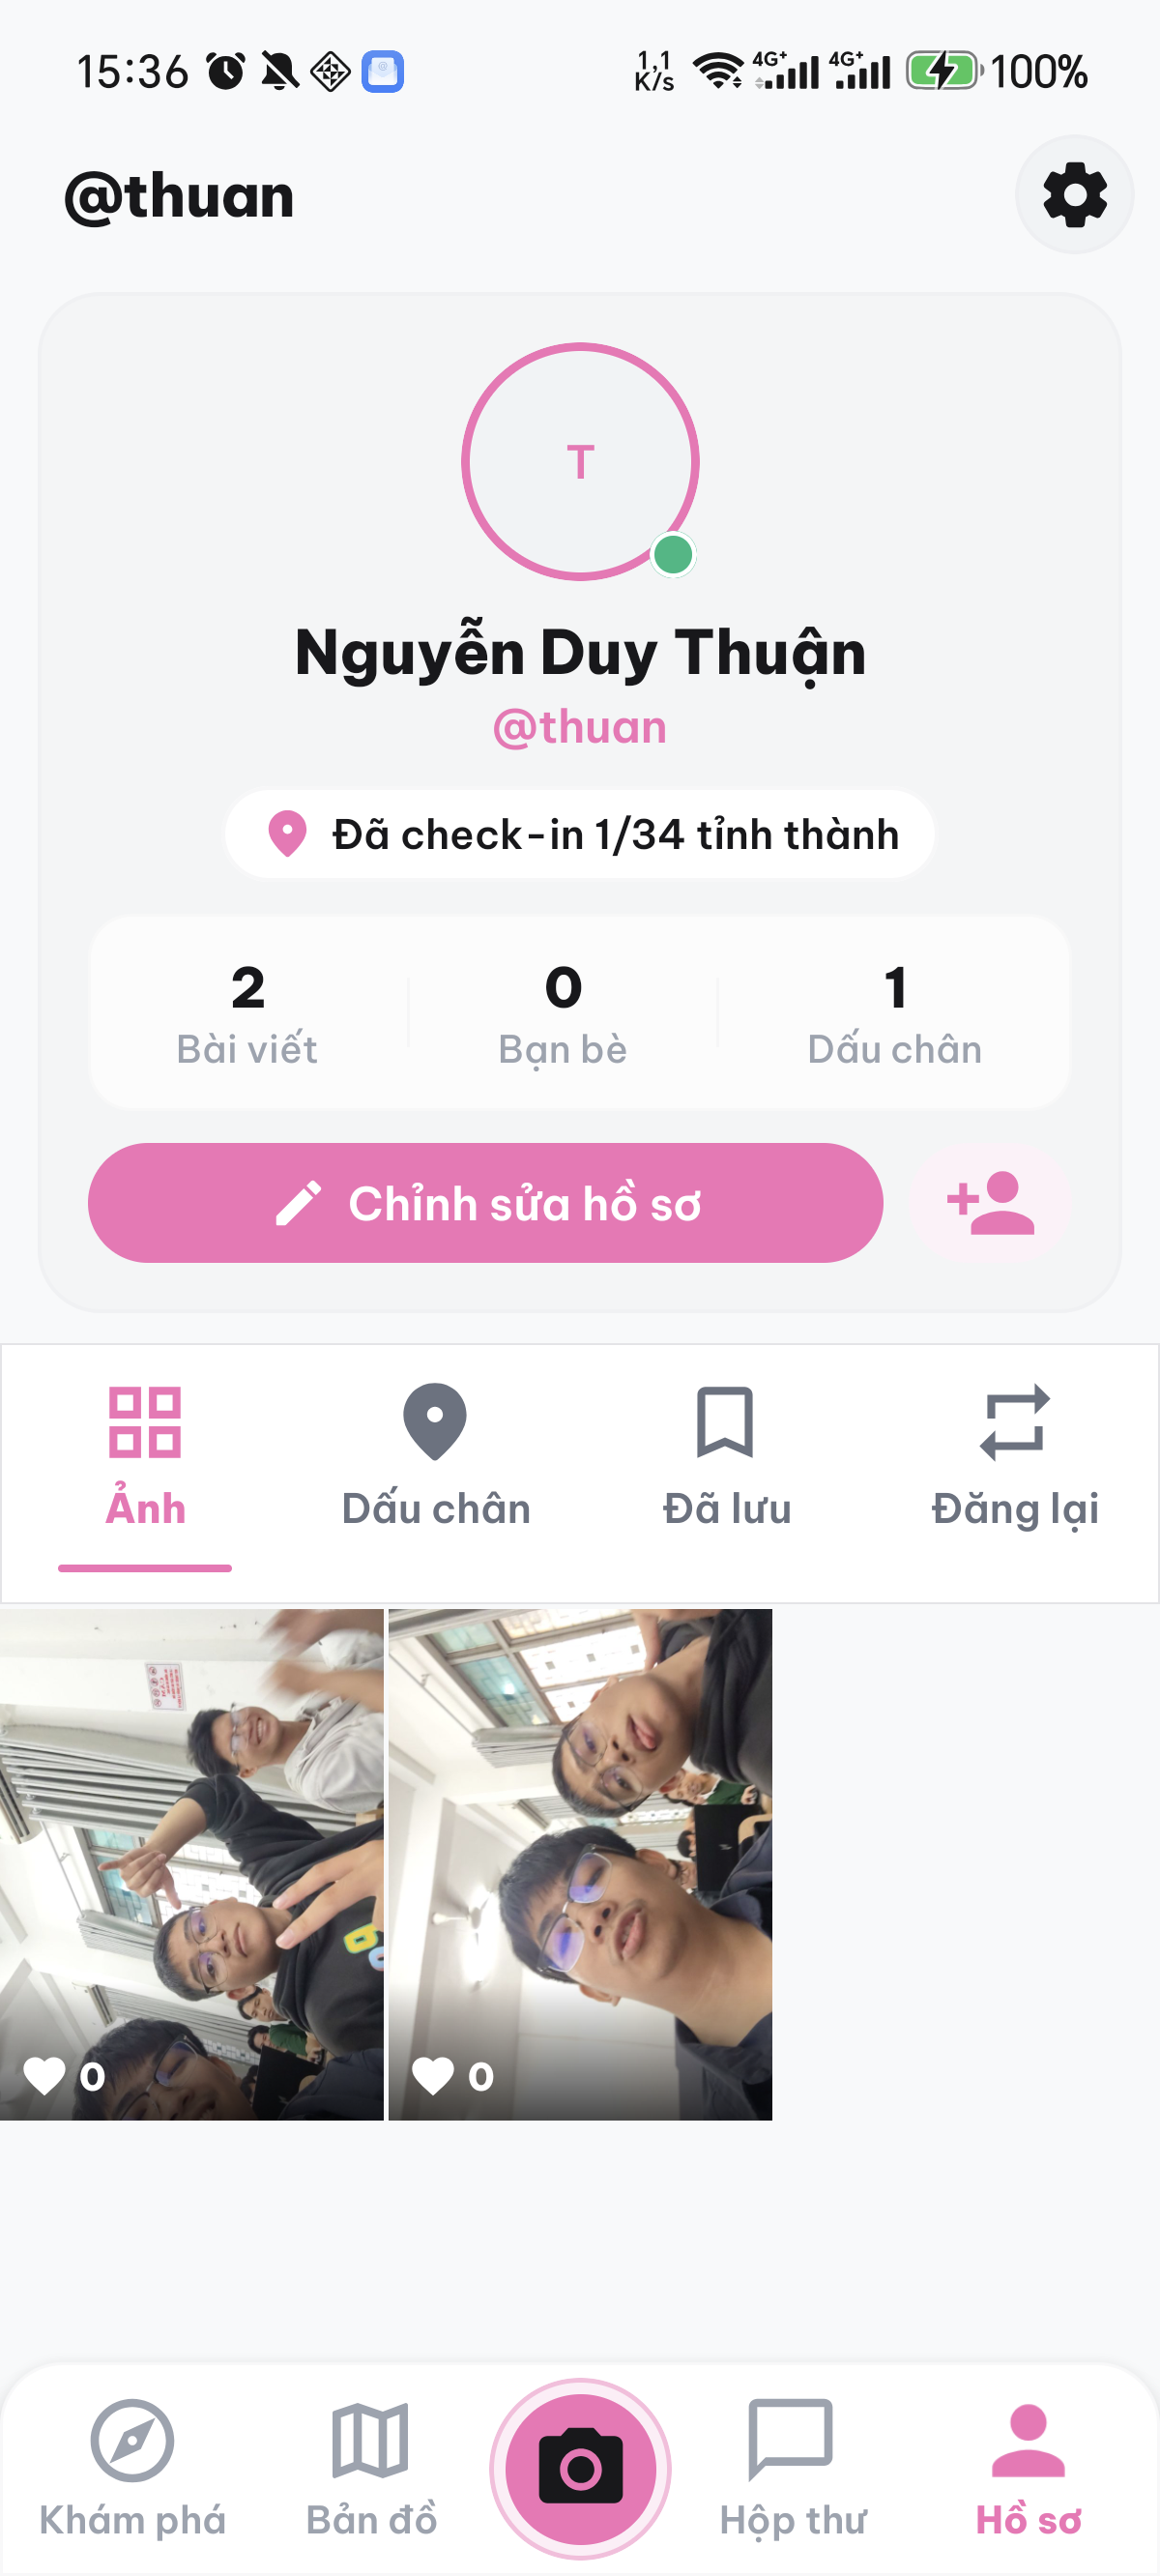 15:36
1,1 K/s 4G+ 4G+ 100%
@thuan
T
Nguyễn Duy Thuận
@thuan
Đã check-in 1/34 tỉnh thành
2 0 1
Bài viết Bạn bè Dấu chân
Chỉnh sửa hồ sơ
Ảnh Dấu chân Đã lưu Đăng lại
0 0
Khám phá Bản đồ Hộp thư Hồ sơ